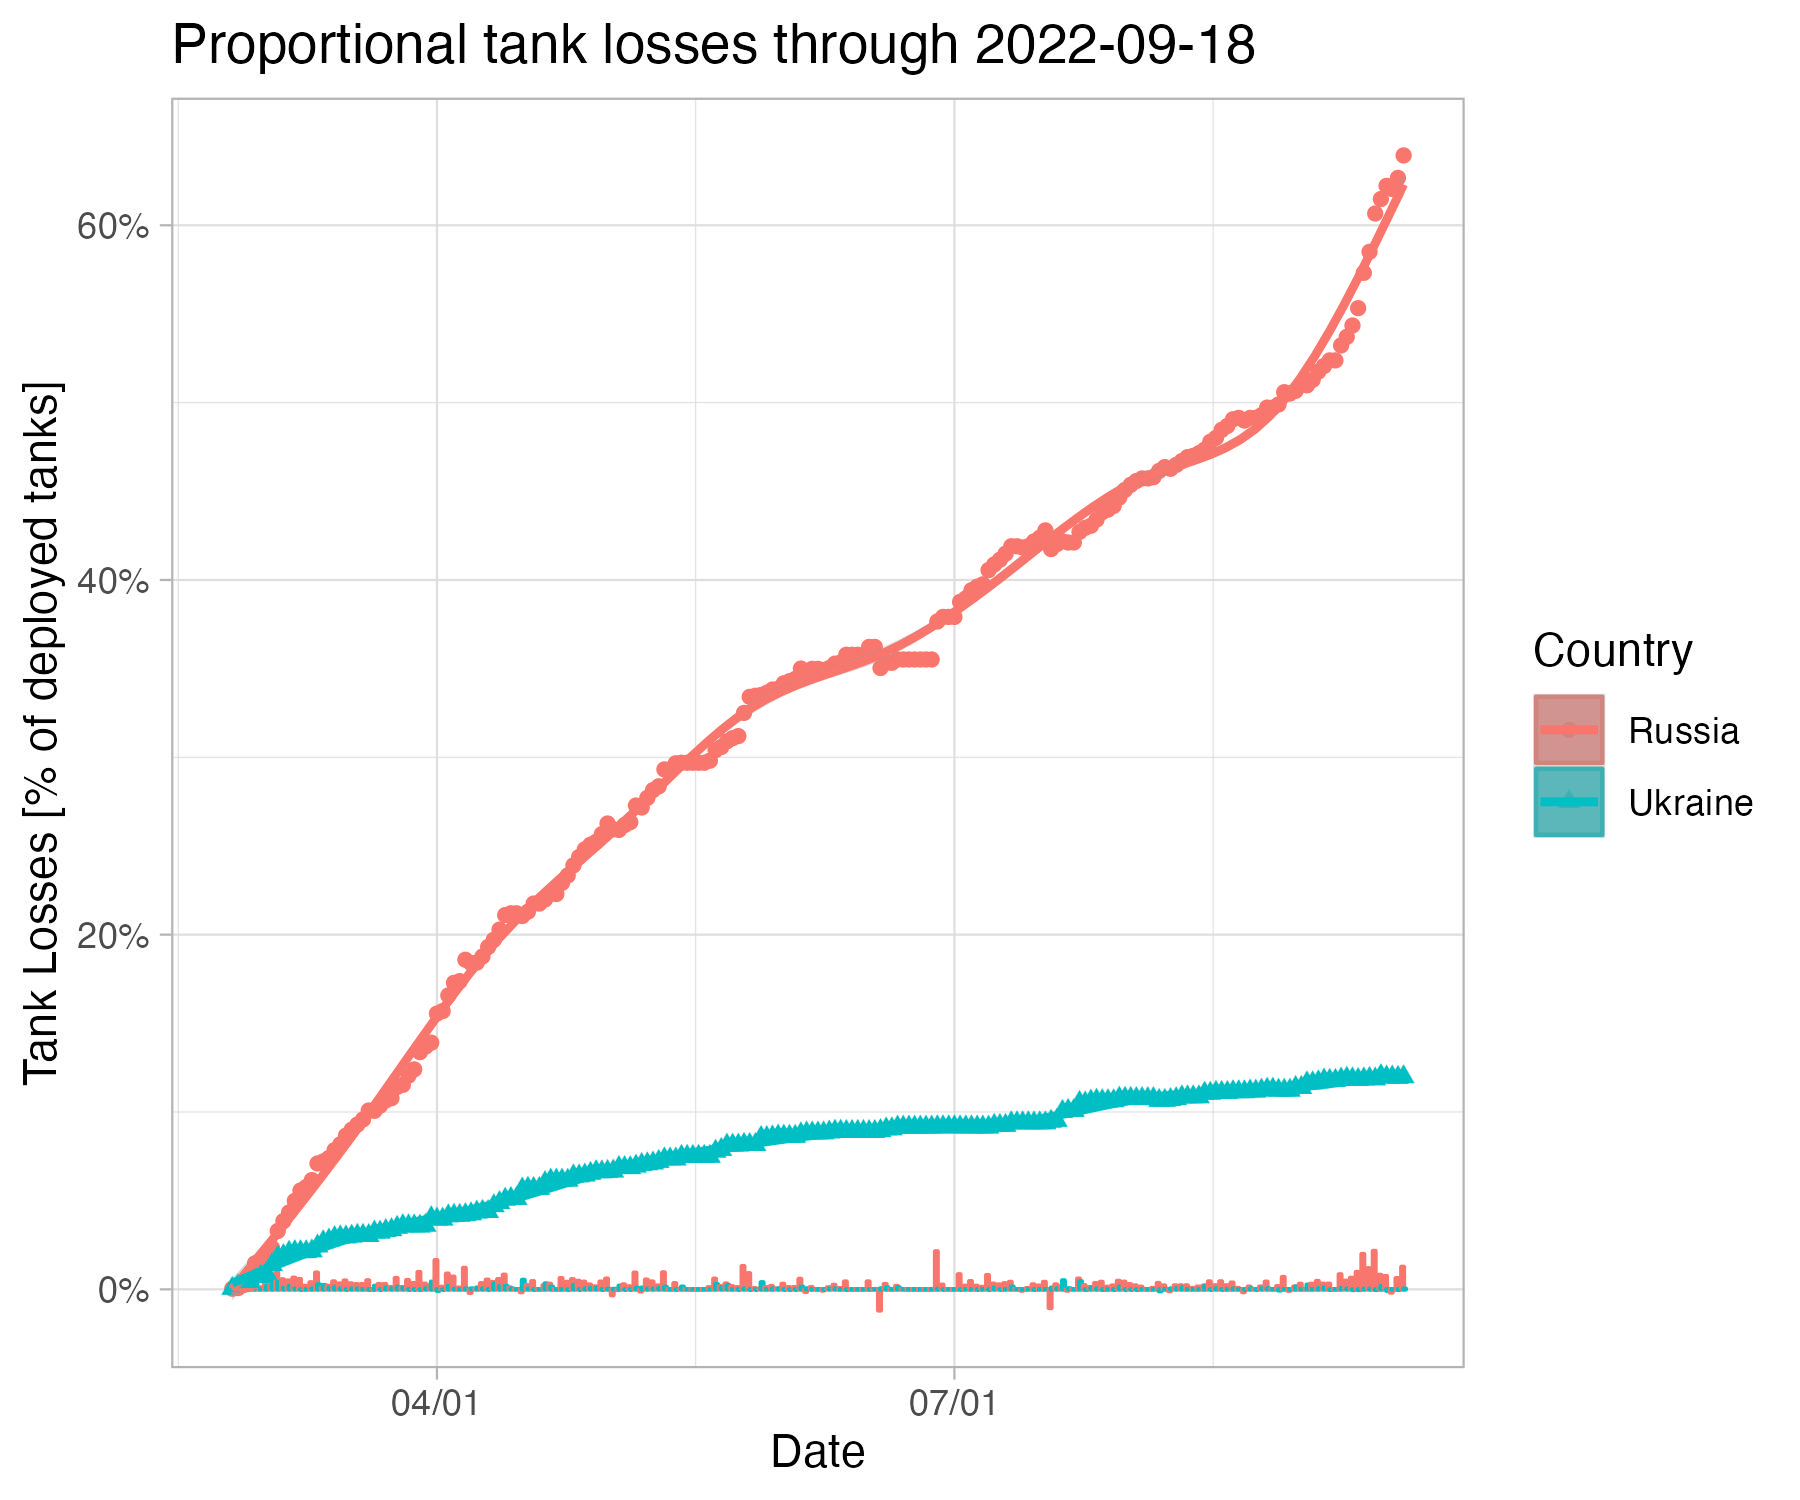 Proportional tank losses through 2022-09-18
Tank Losses [% of deployed tanks]
60%
40%
20%
0%
04/01
07/01
Date
Country
Russia
Ukraine